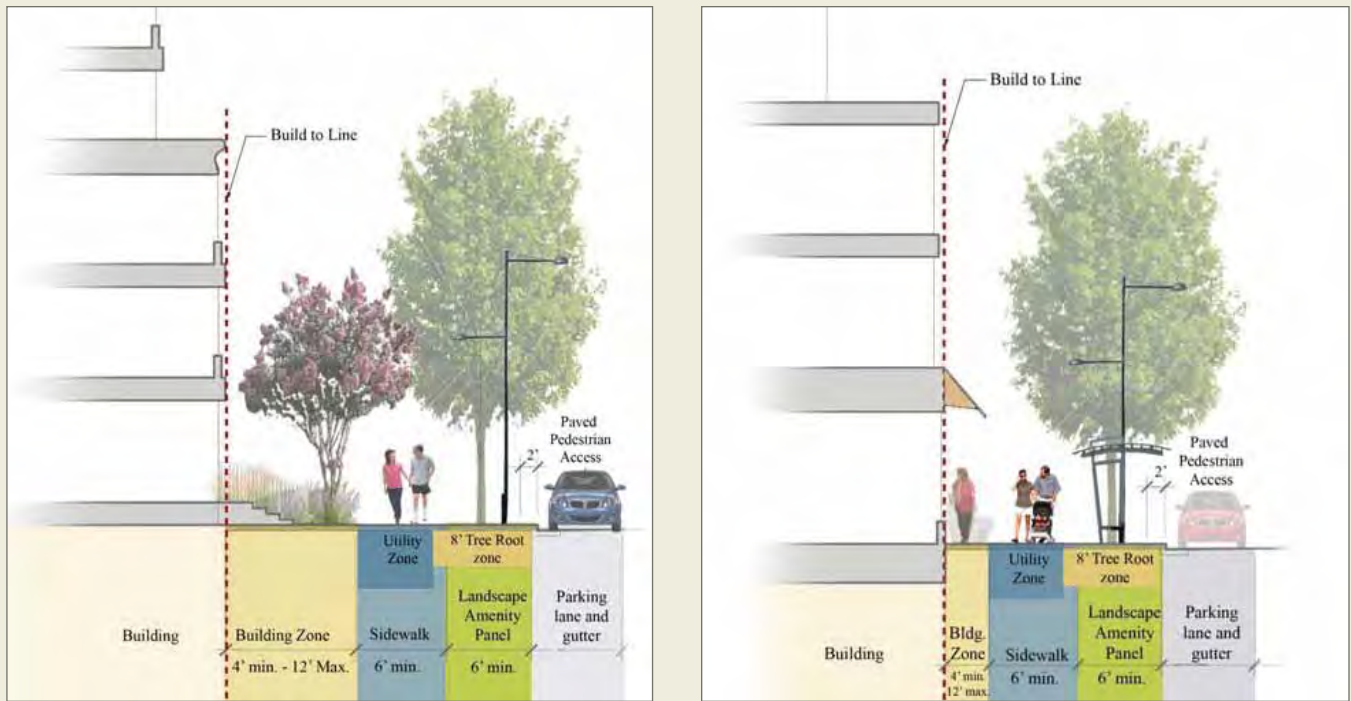 Build to Line
Paved
Pedestrian
Access
2'
Utility
Zone
8' Tree Root
zone
Building
Building Zone
4' min. - 12' Max.
Sidewalk
6' min.
Landscape
Amenity
Panel
6' min.
Parking
lane and
gutter
Build to Line
Paved
Pedestrian
Access
2'
Utility
Zone
8' Tree Root
zone
Building
Bldg.
Zone
4' min.
12' max.
Sidewalk
6' min.
Landscape
Amenity
Panel
6' min.
Parking
lane and
gutter